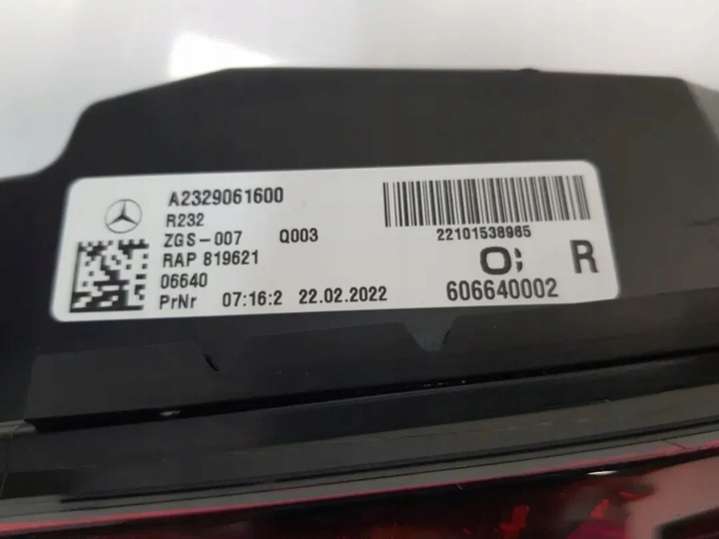 A2329061600
R232
ZGS-007 Q003
RAP 819621
06640
PrNr 07:16:2 22.02.2022
22101538965
O; R
606640002